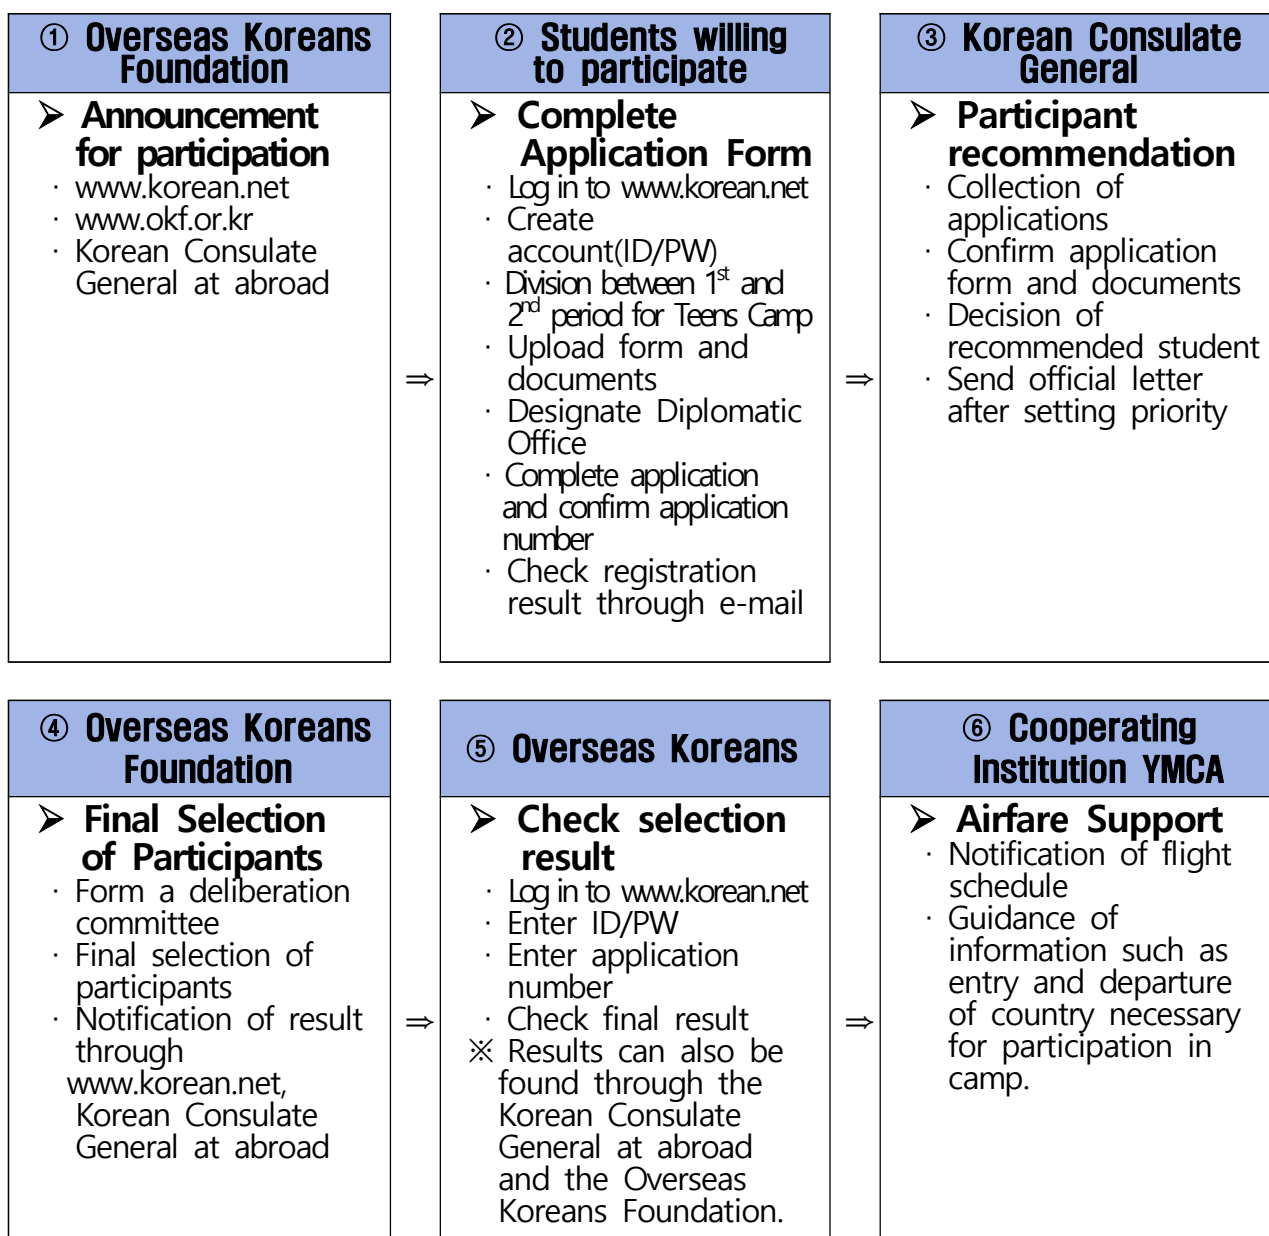 ① Overseas Koreans
Foundation
➢ Announcement
for participation
· www.korean.net
· www.okf.or.kr
· Korean Consulate
General at abroad
⇒
② Students willing
to participate
➢ Complete
Application Form
· Log in to www.korean.net
· Create
account(ID/PW)
· Division between 1st and
2nd period for Teens Camp
· Upload form and
documents
· Designate Diplomatic
Office
· Complete application
and confirm application
number
· Check registration
result through e-mail
⇒
③ Korean Consulate
General
➢ Participant
recommendation
· Collection of
applications
· Confirm application
form and documents
· Decision of
recommended student
· Send official letter
after setting priority
④ Overseas Koreans
Foundation
➢ Final Selection
of Participants
· Form a deliberation
committee
· Final selection of
participants
· Notification of result
through
www.korean.net,
Korean Consulate
General at abroad
⇒
⑤ Overseas Koreans
➢ Check selection
result
· Log in to www.korean.net
· Enter ID/PW
· Enter application
number
· Check final result
※ Results can also be
found through the
Korean Consulate
General at abroad
and the Overseas
Koreans Foundation.
⇒
⑥ Cooperating
Institution YMCA
➢ Airfare Support
· Notification of flight
schedule
· Guidance of
information such as
entry and departure
of country necessary
for participation in
camp.